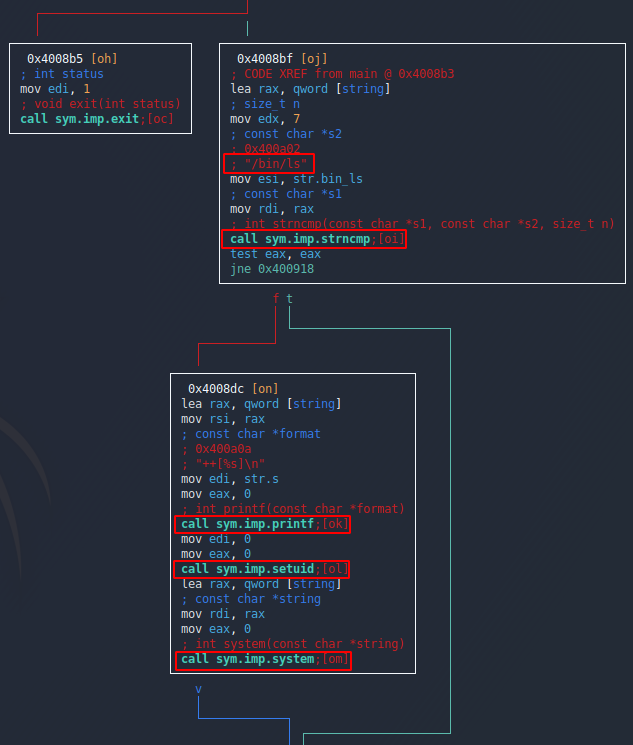 0x4008b5 [oh]
; int status
mov edi, 1
; void exit(int status)
call sym.imp.exit;[oc]
0x4008bf [oj]
; CODE XREF from main @ 0x4008b3
lea rax, qword [string]
; size_t n
mov edx, 7
; const char *s2
; 0x400a02
; "/bin/ls"
mov esi, str.bin_ls
; const char *s1
mov rdi, rax
; int strncmp(const char *s1, const char *s2, size_t n)
call sym.imp.strncmp;[oi]
test eax, eax
jne 0x400918
f t
0x4008dc [on]
lea rax, qword [string]
mov rsi, rax
; const char *format
; 0x400a0a
; "++[%s]\n"
mov edi, str.s
mov eax, 0
; int printf(const char *format)
call sym.imp.printf;[ok]
mov edi, 0
mov eax, 0
call sym.imp.setuid;[ol]
lea rax, qword [string]
; const char *string
mov rdi, rax
mov eax, 0
; int system(const char *string)
call sym.imp.system;[om]
v